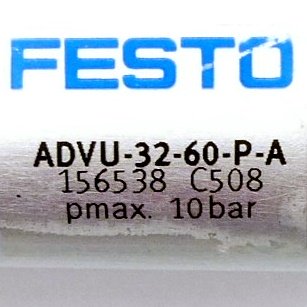 FESTO
ADVU-32-60-P-A
156538 C508
pmax. 10bar